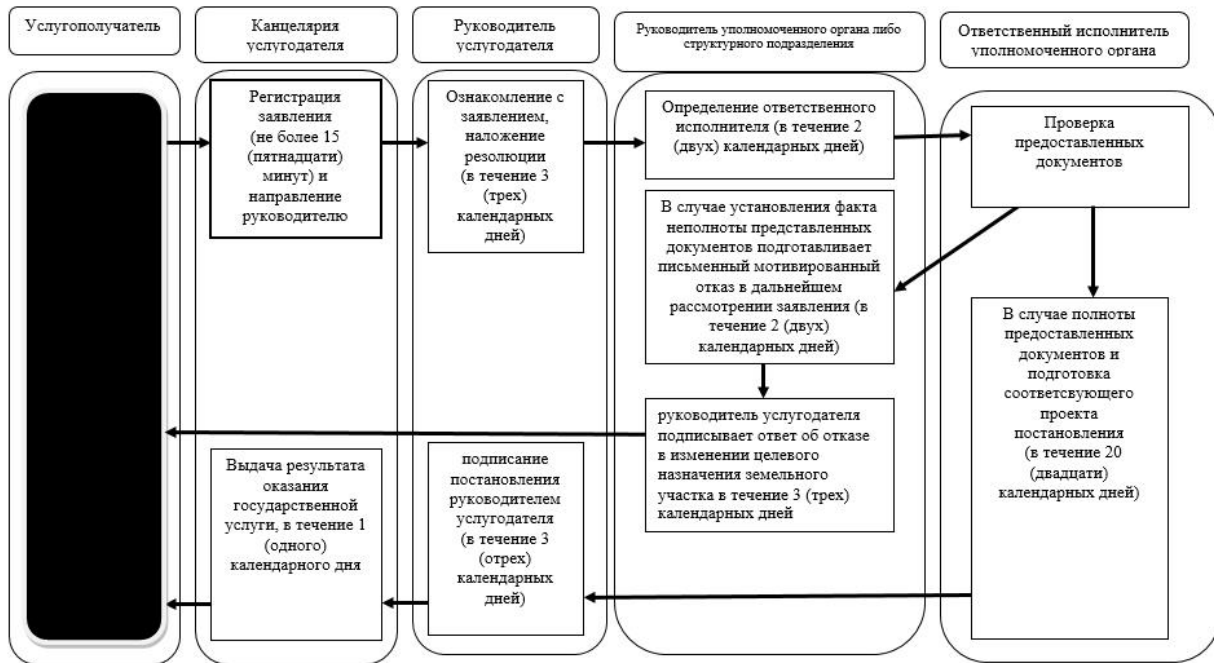 Услугополучатель
Канцелярия
услугодателя
Руководитель
услугодателя
Руководитель уполномоченного органа либо
структурного подразделения
Ответственный исполнитель
уполномоченного органа
Регистрация
заявления
(не более 15
(пятнадцати)
минут) и
направление
руководителю
Ознакомление с
заявлением,
наложение
резолюции
(в течение 3
(трех)
календарных
дней)
Определение ответственного
исполнителя (в течение 2
(двух) календарных дней)
Проверка
предоставленных
документов
В случае установления факта
неполноты представленных
документов подготавливает
письменный мотивированный
отказ в дальнейшем
рассмотрении заявления (в
течение 2 (двух)
календарных дней)
В случае полноты
предоставленных
документов и
подготовка
соответсвующего
проекта
постановления
(в течение 20
(двадцати)
календарных дней)
руководитель услугодателя
подписывает ответ об отказе
в изменении целевого
назначения земельного
участка в течение 3 (трех)
календарных дней
Выдача результата
оказания
государственной
услуги, в течение 1
(одного)
календарного дня
подписание
постановления
руководителем
услугодателя
(в течение 3
(отрех)
календарных
дней)